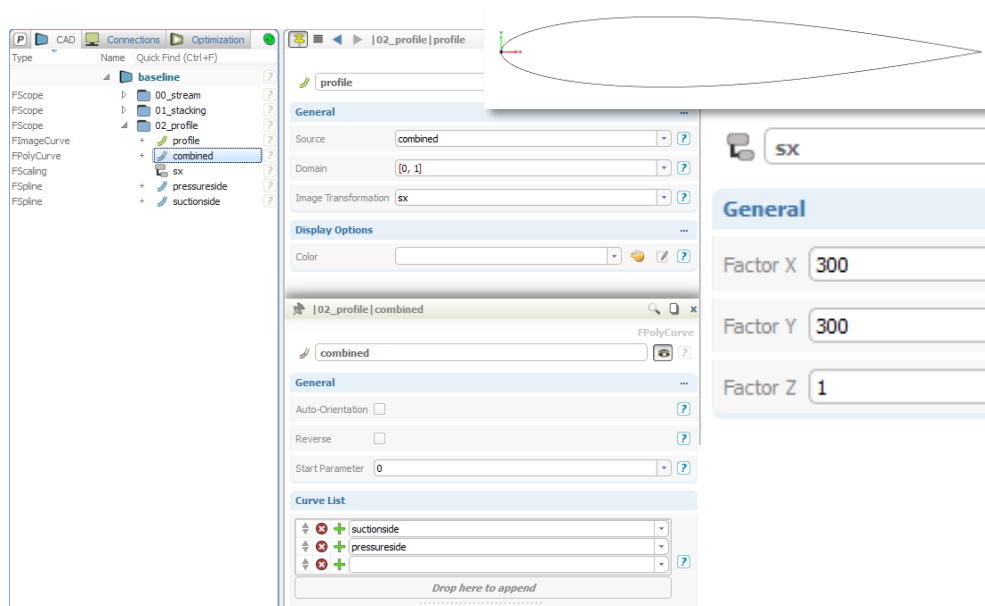 P CAD Connections Optimization
Type Name Quick Find (Ctrl+F)
baseline ?
FScope 00_stream ?
FScope 01_stacking ?
FScope 02_profile ?
FImageCurve + profile ?
FPolyCurve + combined ?
FScaling sx ?
FSpline + pressureside ?
FSpline + suctionside ?
|02_profile|profile
profile
General ...
Source combined ?
Domain [0, 1] ?
Image Transformation sx ?
Display Options ...
Color ?
|02_profile|combined x
FPolyCurve
combined ?
General ...
Auto-Orientation ?
Reverse ?
Start Parameter 0 ?
Curve List
suctionside
pressureside
?
Drop here to append
sx
General
Factor X 300
Factor Y 300
Factor Z 1